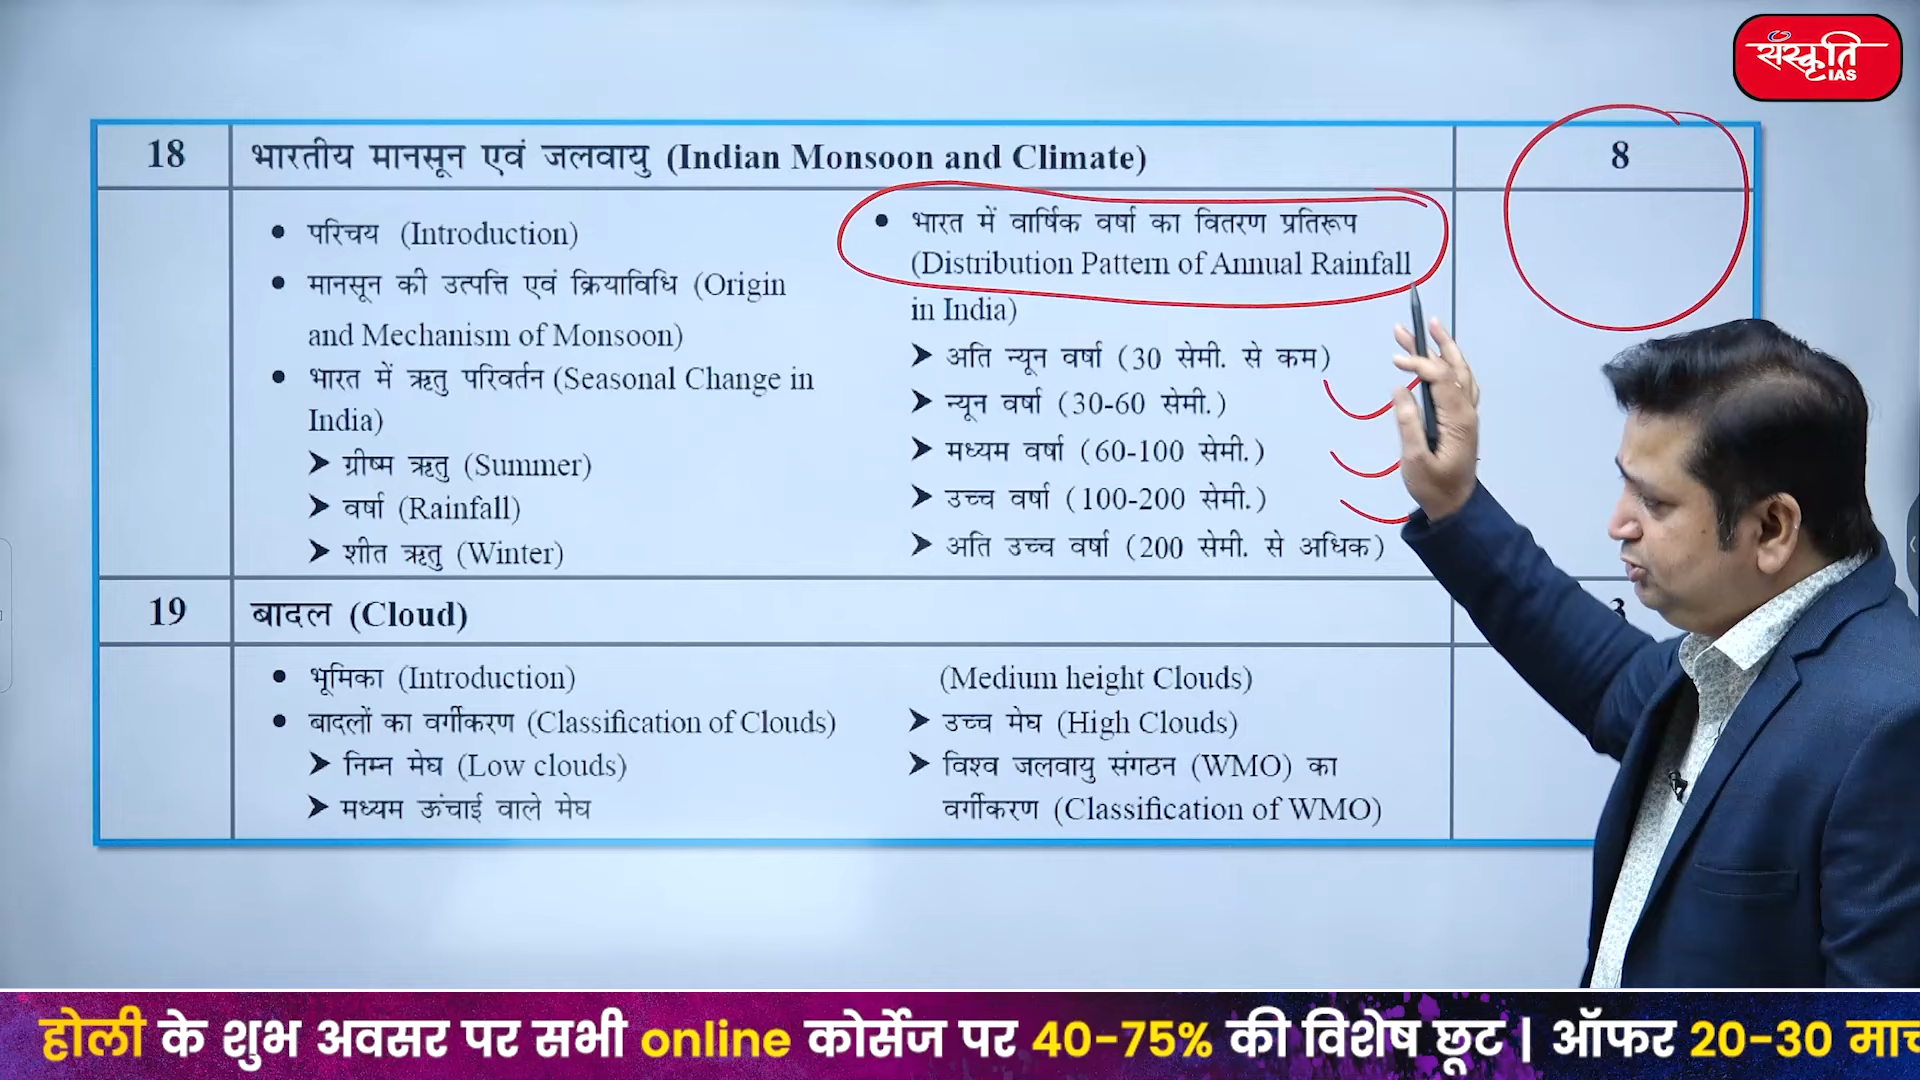 संस्कृति
IAS
18 भारतीय मानसून एवं जलवायु (Indian Monsoon and Climate) 8
• परिचय (Introduction)
• मानसून की उत्पत्ति एवं क्रियाविधि (Origin
and Mechanism of Monsoon)
• भारत में ऋतु परिवर्तन (Seasonal Change in
India)
➤ ग्रीष्म ऋतु (Summer)
➤ वर्षा (Rainfall)
➤ शीत ऋतु (Winter)
• भारत में वार्षिक वर्षा का वितरण प्रतिरूप
(Distribution Pattern of Annual Rainfall
in India)
➤ अति न्यून वर्षा (30 सेमी. से कम)
➤ न्यून वर्षा (30-60 सेमी.)
➤ मध्यम वर्षा (60-100 सेमी.)
➤ उच्च वर्षा (100-200 सेमी.)
➤ अति उच्च वर्षा (200 सेमी. से अधिक)
19 बादल (Cloud) 3
• भूमिका (Introduction)
• बादलों का वर्गीकरण (Classification of Clouds)
➤ निम्न मेघ (Low clouds)
➤ मध्यम ऊंचाई वाले मेघ
(Medium height Clouds)
➤ उच्च मेघ (High Clouds)
➤ विश्व जलवायु संगठन (WMO) का
वर्गीकरण (Classification of WMO)
होली के शुभ अवसर पर सभी online कोर्सेज पर 40-75% की विशेष छूट | ऑफर 20-30